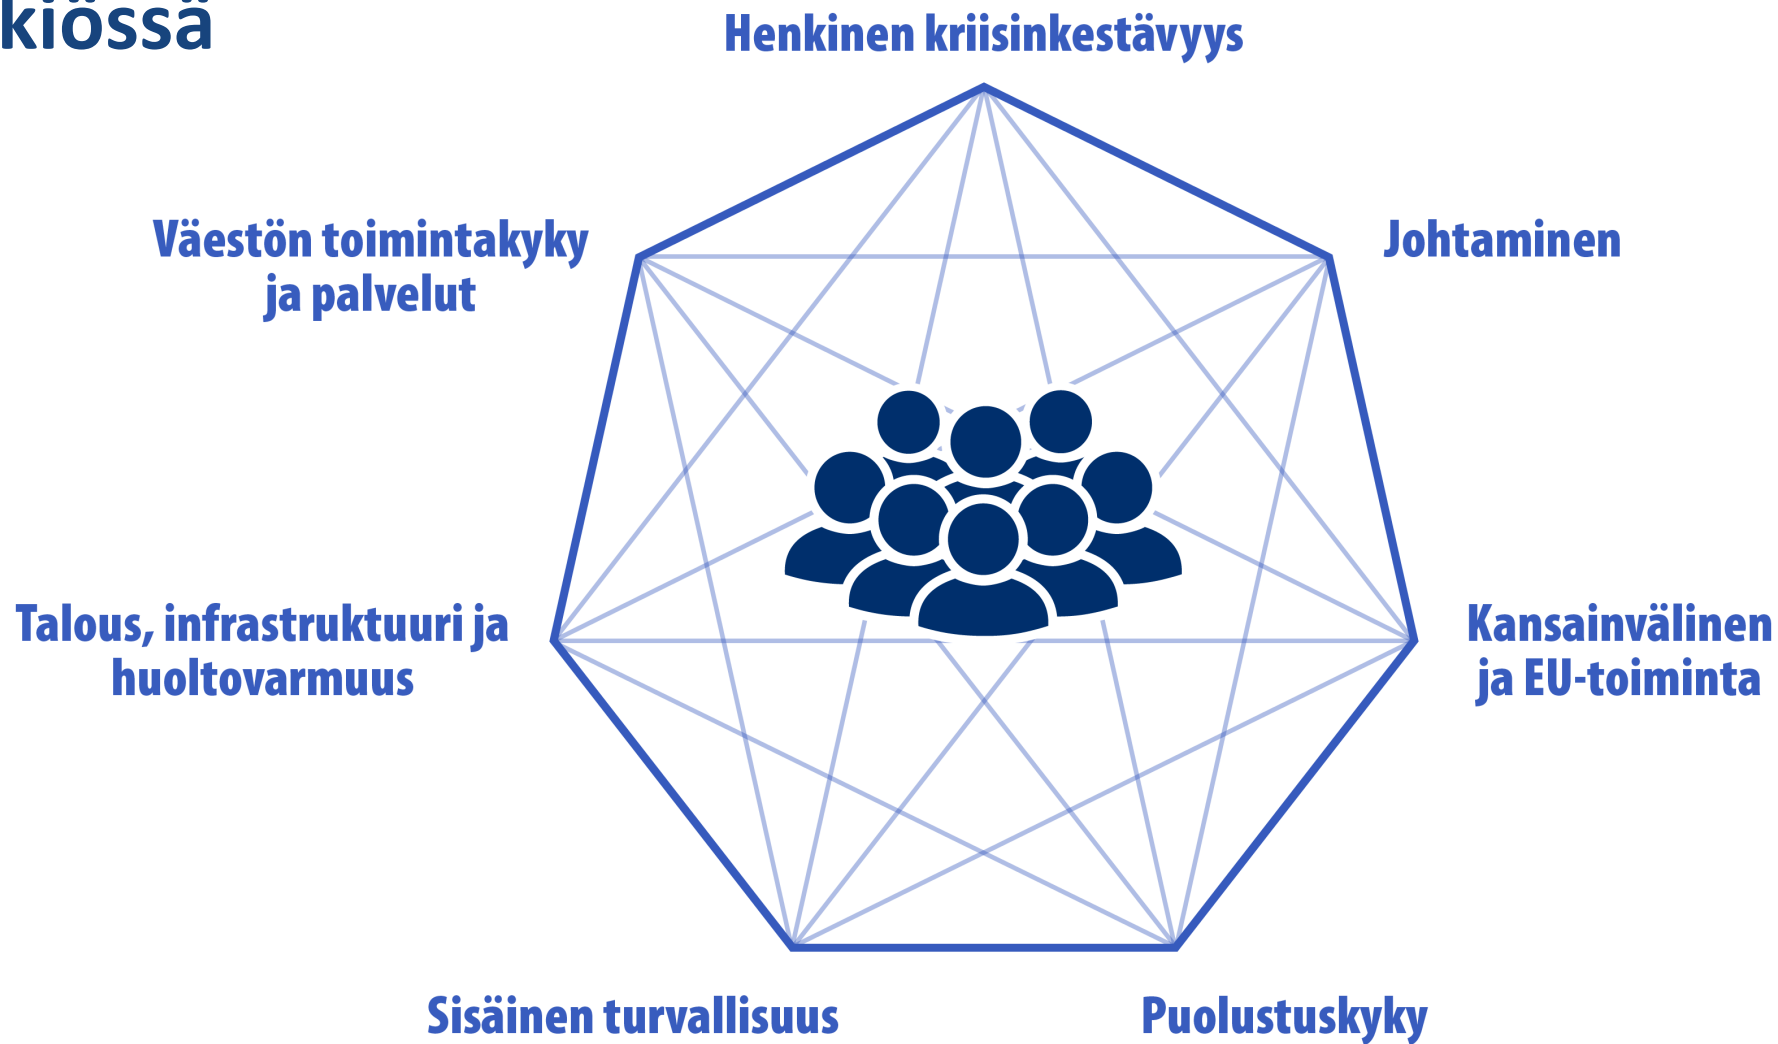 kiössä
Henkinen kriisinkestävyys
Väestön toimintakyky
ja palvelut
Johtaminen
Talous, infrastruktuuri ja
huoltovarmuus
Kansainvälinen
ja EU-toiminta
Sisäinen turvallisuus
Puolustuskyky